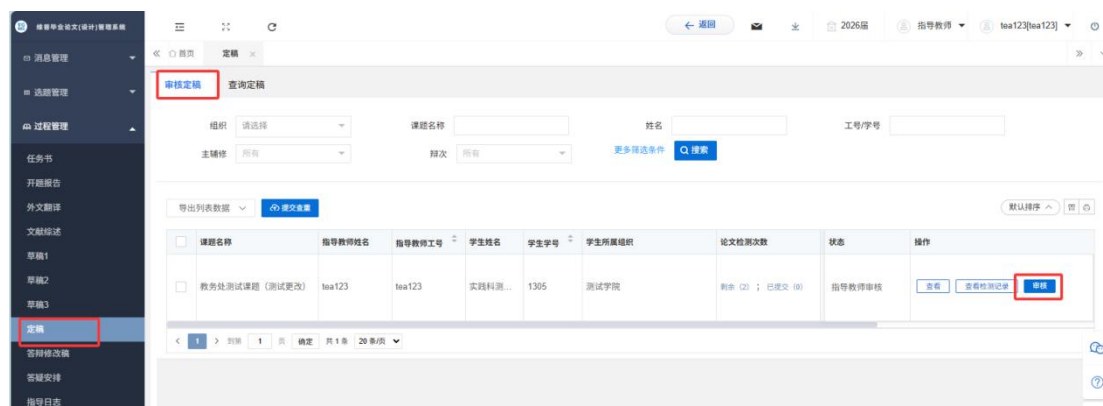 维普毕业论文(设计)管理系统
返回
2026届
指导教师
tea123[tea123]
消息管理
首页
定稿
选题管理
审核定稿
查询定稿
过程管理
组织 请选择
课题名称
姓名
工号/学号
任务书
主辅修 所有
辩次 所有
更多筛选条件
搜索
开题报告
外文翻译
导出列表数据
提交查重
默认排序
文献综述
课题名称 指导教师姓名 指导教师工号 学生姓名 学生学号 学生所属组织 论文检测次数 状态 操作
草稿1
草稿2
教务处测试课题（测试更改） tea123 tea123 实践科测... 1305 测试学院 剩余 (2) ； 已提交 (0) 指导教师审核 查看 查看检测记录 审核
草稿3
定稿
1 到第 1 页 确定 共 1 条 20 条/页
答辩修改稿
答疑安排
指导日志